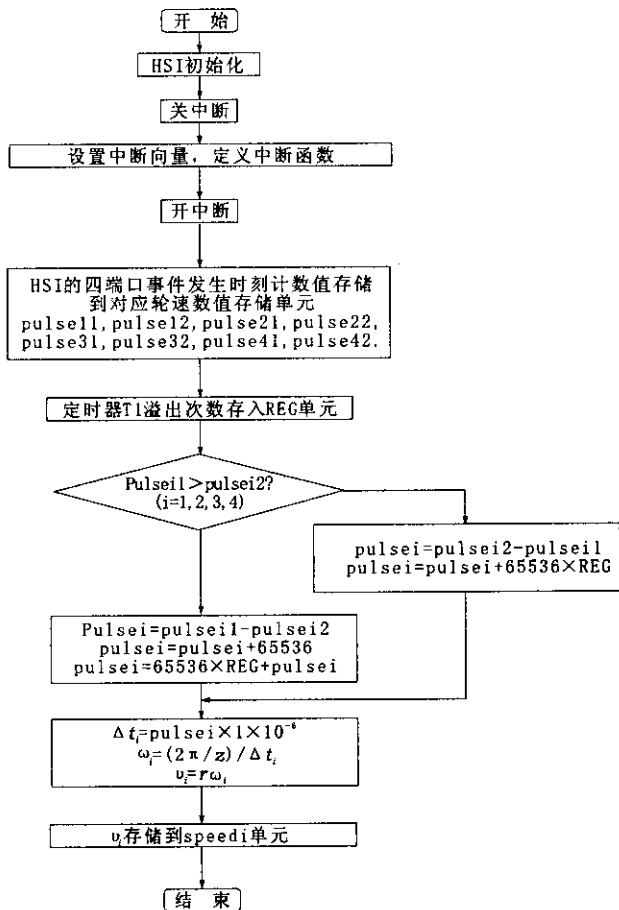 开 始
HSI初始化
关中断
设置中断向量，定义中断函数
开中断
HSI的四端口事件发生时刻计数值存储
到对应轮速数值存储单元
pulse11,pulse12,pulse21,pulse22,
pulse31,pulse32,pulse41,pulse42.
定时器T1溢出次数存入REG单元
Pulsei1>pulsei2?
(i=1,2,3,4)
pulsei=pulsei2-pulsei1
pulsei=pulsei+65536×REG
Pulsei=pulsei1-pulsei2
pulsei=pulsei+65536
pulsei=65536×REG+pulsei
Δtᵢ=pulsei×1×10⁻⁶
ωᵢ=(2π/z)/Δtᵢ
υᵢ=rωᵢ
υᵢ存储到speedi单元
结 束